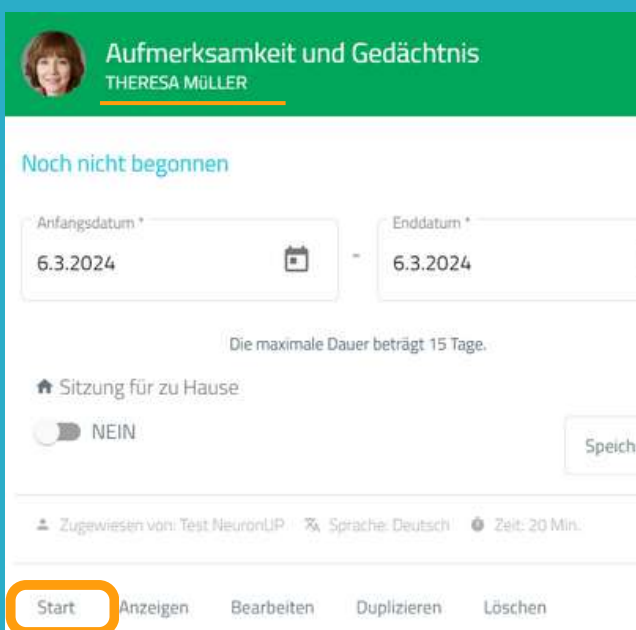 Aufmerksamkeit und Gedächtnis
THERESA MüLLER
Noch nicht begonnen
Anfangsdatum *
Enddatum *
6.3.2024 - 6.3.2024
Die maximale Dauer beträgt 15 Tage.
Sitzung für zu Hause
NEIN
Speich
Zugewiesen von: Test NeuronUP Sprache: Deutsch Zeit: 20 Min.
Start Anzeigen Bearbeiten Duplizieren Löschen